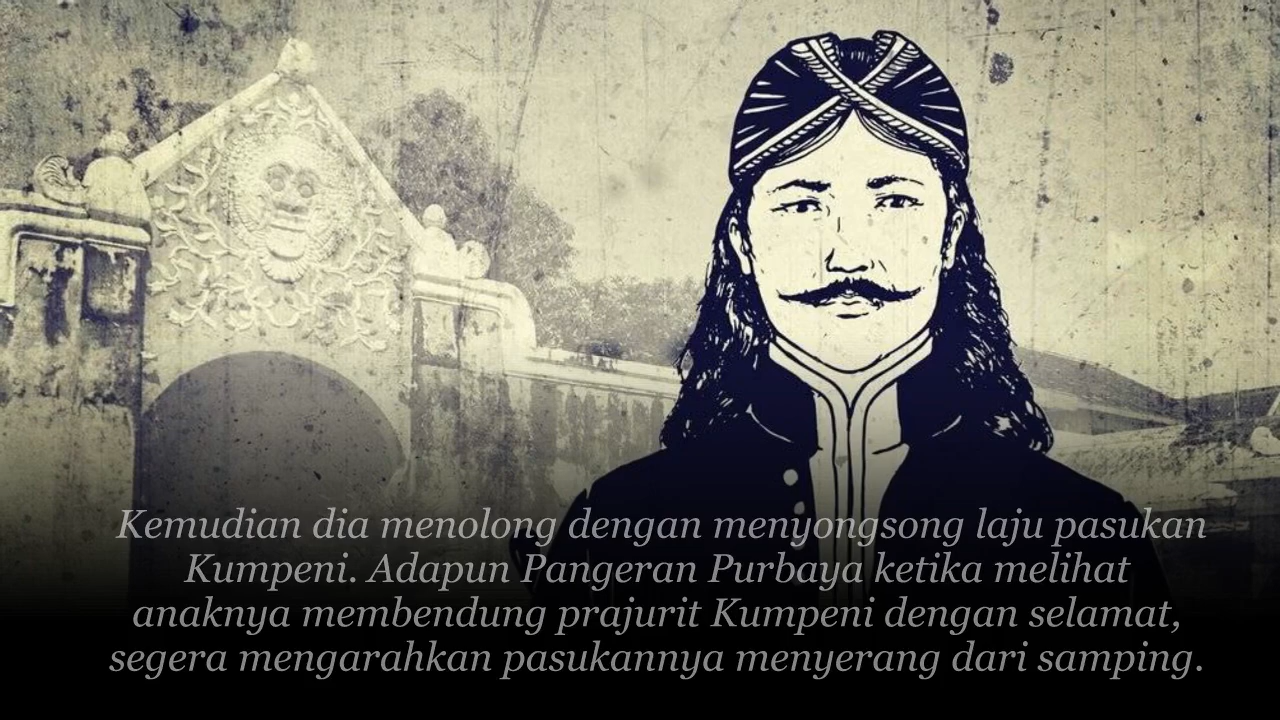 Kemudian dia menolong dengan menyongsong laju pasukan
Kumpeni. Adapun Pangeran Purbaya ketika melihat
anaknya membendung prajurit Kumpeni dengan selamat,
segera mengarahkan pasukannya menyerang dari samping.